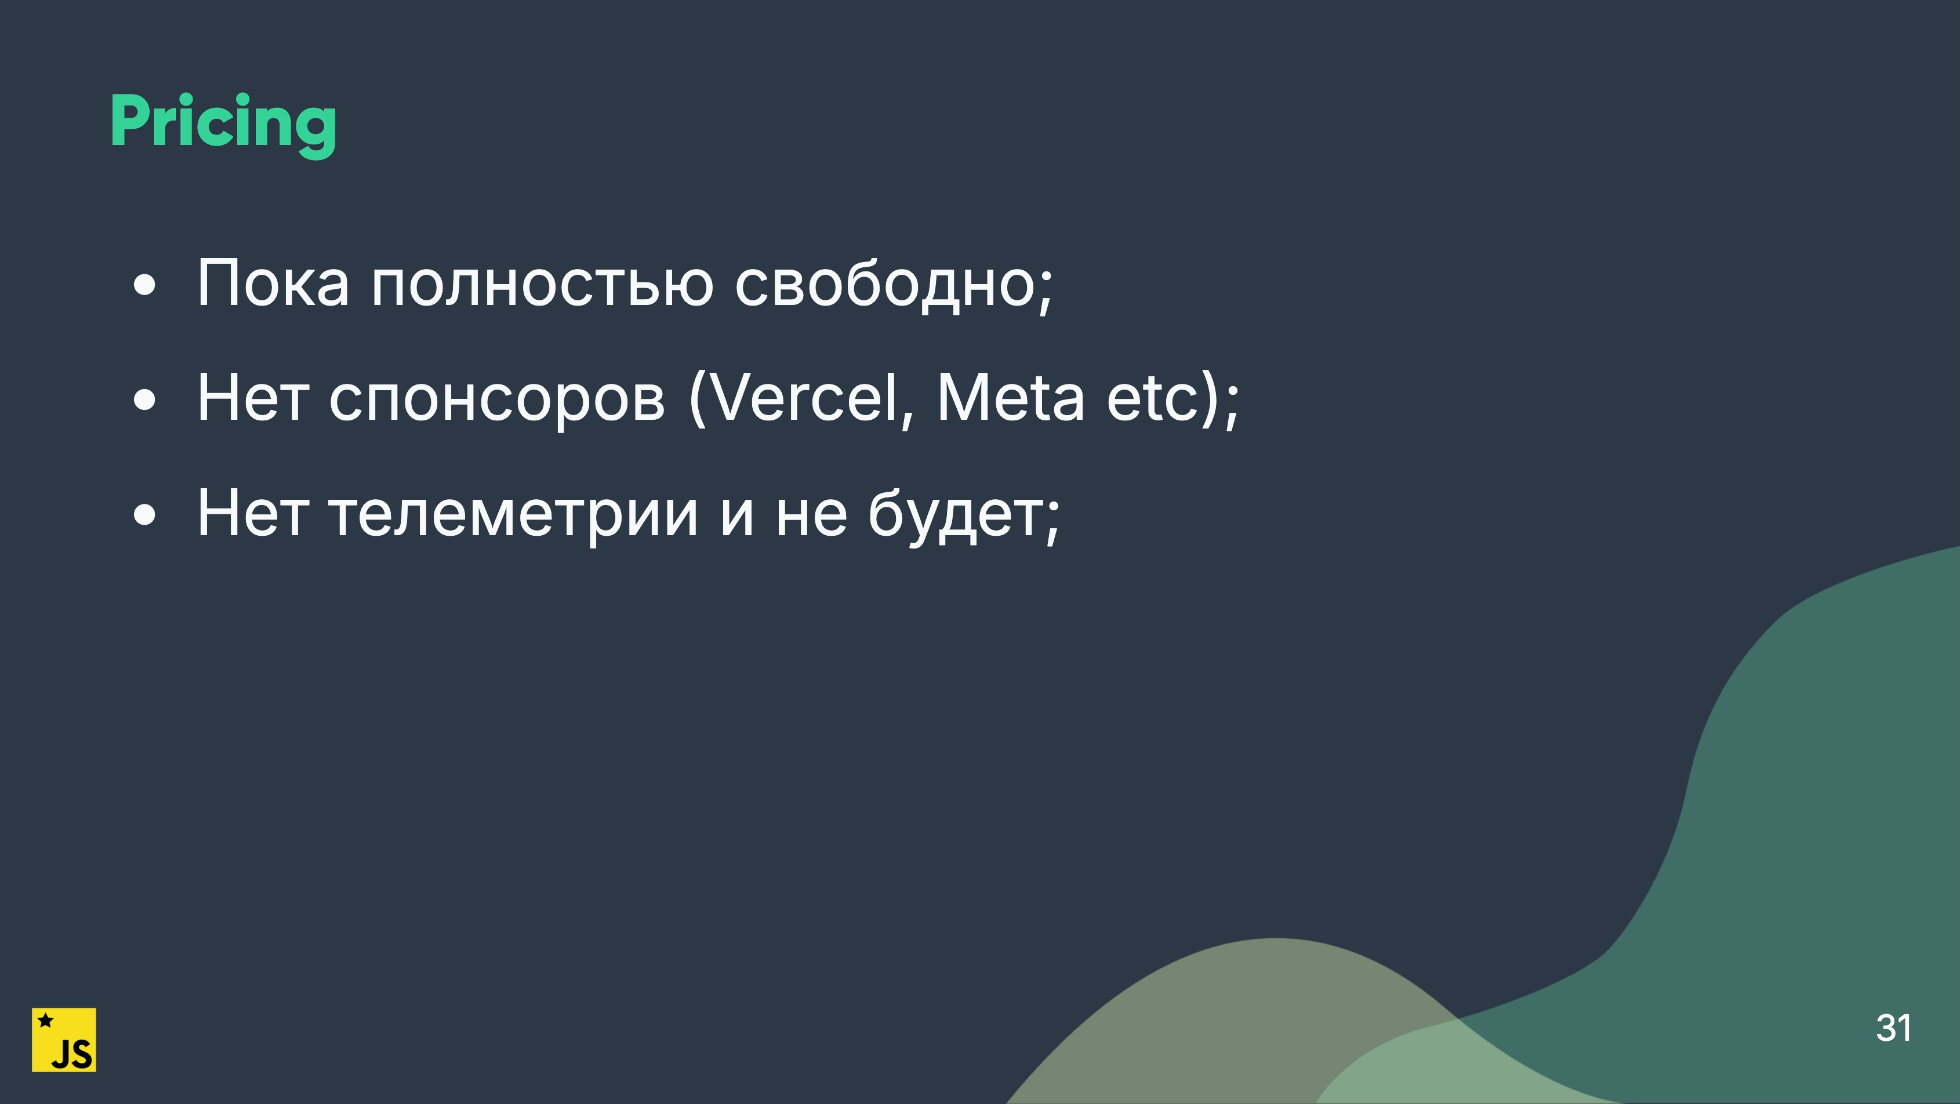 Pricing
• Пока полностью свободно;
• Нет спонсоров (Vercel, Meta etc);
• Нет телеметрии и не будет;
JS
31